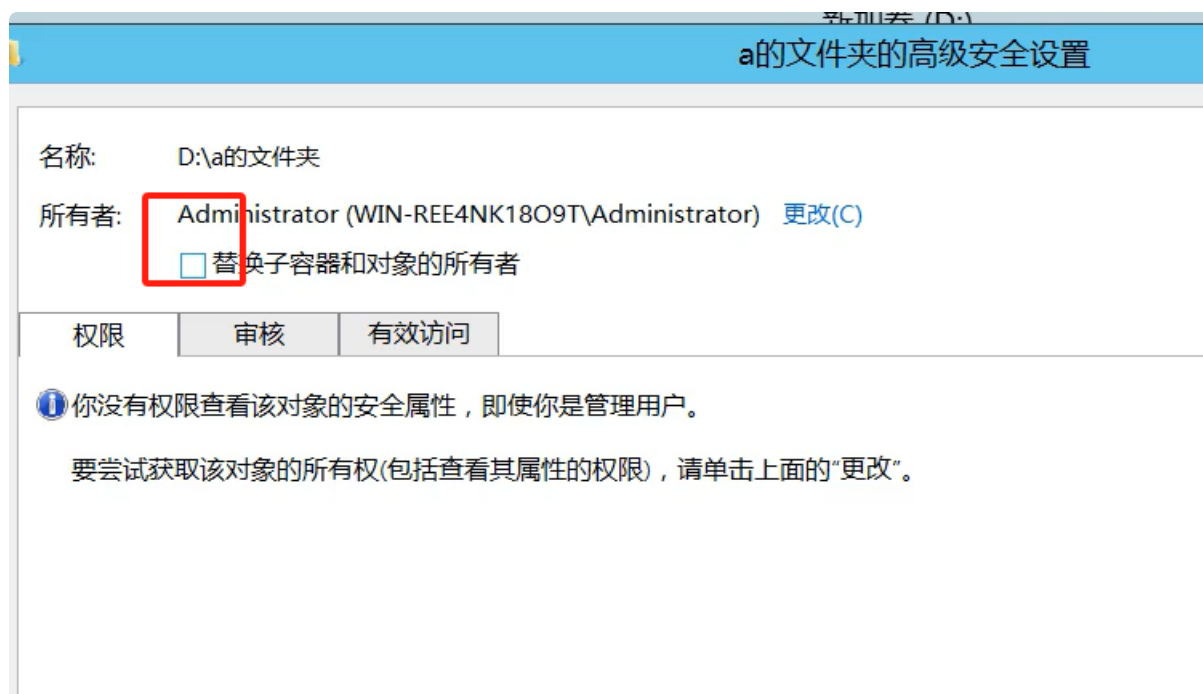 新加卷 (D:)
a的文件夹的高级安全设置
名称: D:\a的文件夹
所有者: Administrator (WIN-REE4NK18O9T\Administrator) 更改(C)
替换子容器和对象的所有者
权限 审核 有效访问
你没有权限查看该对象的安全属性，即使你是管理用户。
要尝试获取该对象的所有权(包括查看其属性的权限)，请单击上面的“更改”。